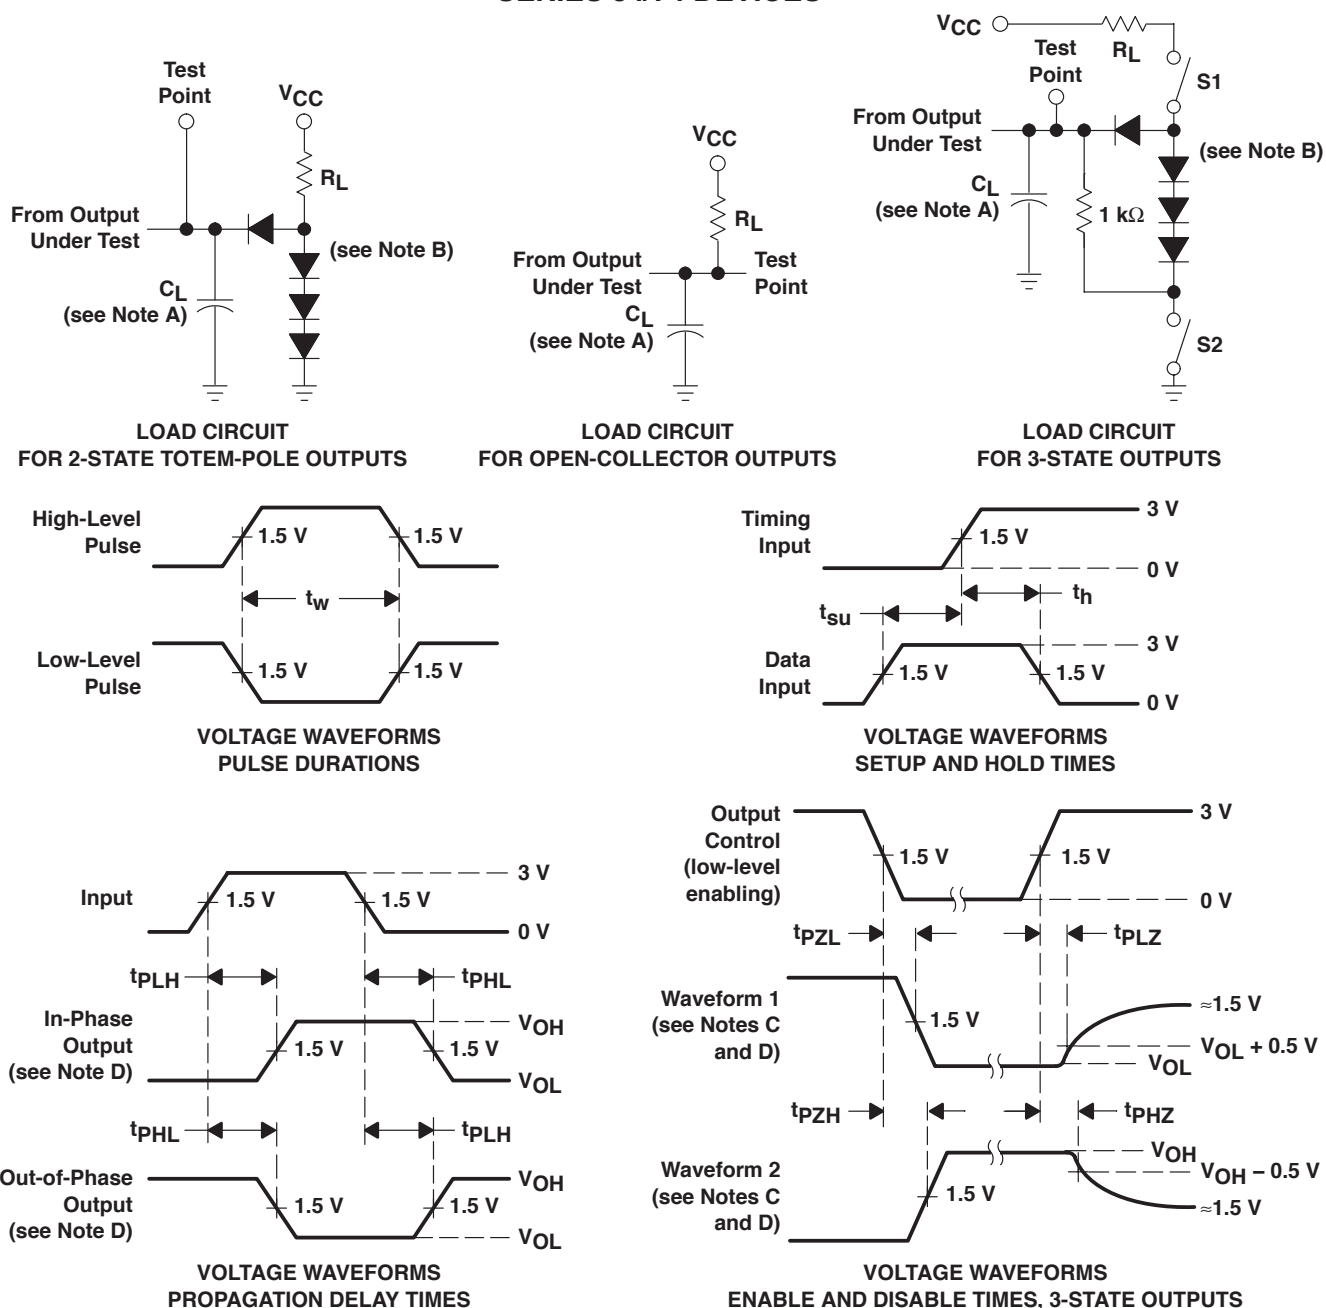 VCC
RL
Test
Point
S1
From Output
Under Test
(see Note B)
CL
(see Note A)
1 kΩ
S2
LOAD CIRCUIT
FOR 3-STATE OUTPUTS
Test
Point
VCC
RL
From Output
Under Test
(see Note B)
CL
(see Note A)
LOAD CIRCUIT
FOR 2-STATE TOTEM-POLE OUTPUTS
VCC
RL
From Output
Under Test
Test
Point
CL
(see Note A)
LOAD CIRCUIT
FOR OPEN-COLLECTOR OUTPUTS
High-Level
Pulse
1.5 V
1.5 V
tw
Low-Level
Pulse
1.5 V
1.5 V
VOLTAGE WAVEFORMS
PULSE DURATIONS
Timing
Input
3 V
1.5 V
0 V
th
tsu
Data
Input
3 V
1.5 V
1.5 V
0 V
VOLTAGE WAVEFORMS
SETUP AND HOLD TIMES
Input
3 V
1.5 V
1.5 V
0 V
tPLH
tPHL
In-Phase
Output
(see Note D)
VOH
1.5 V
1.5 V
VOL
tPHL
tPLH
Out-of-Phase
Output
(see Note D)
VOH
1.5 V
1.5 V
VOL
VOLTAGE WAVEFORMS
PROPAGATION DELAY TIMES
Output
Control
(low-level
enabling)
3 V
1.5 V
1.5 V
0 V
tPZL
tPLZ
Waveform 1
(see Notes C
and D)
1.5 V
≈1.5 V
VOL + 0.5 V
VOL
tPZH
tPHZ
Waveform 2
(see Notes C
and D)
1.5 V
VOH
VOH – 0.5 V
≈1.5 V
VOLTAGE WAVEFORMS
ENABLE AND DISABLE TIMES, 3-STATE OUTPUTS